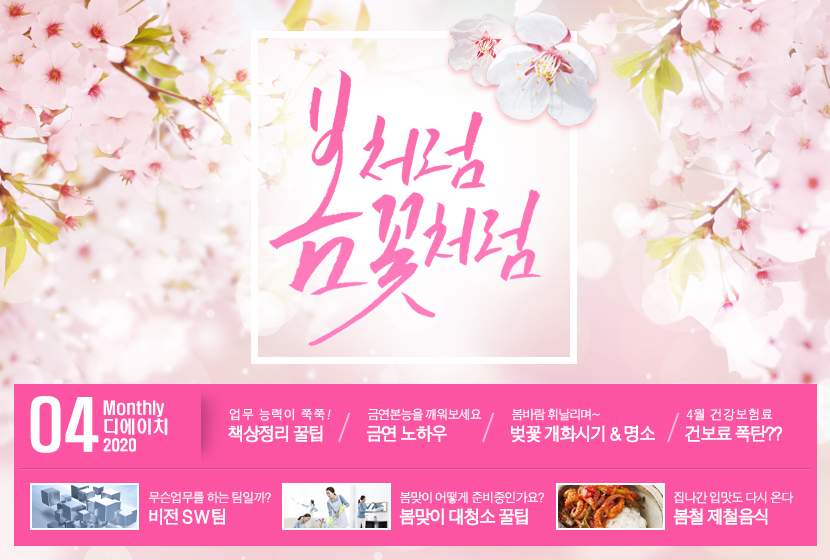 봄처럼
봄꽃처럼
04
Monthly
디에이치
2020
업무 능력이 쑥쑥!
책상정리 꿀팁
금연본능을 깨워보세요
금연 노하우
봄바람 휘날리며~
벚꽃 개화시기 & 명소
4월 건강보험료
건보료 폭탄??
무슨업무를 하는 팀일까?
비전 SW팀
봄맞이 어떻게 준비중인가요?
봄맞이 대청소 꿀팁
집나간 입맛도 다시 온다
봄철 제철음식